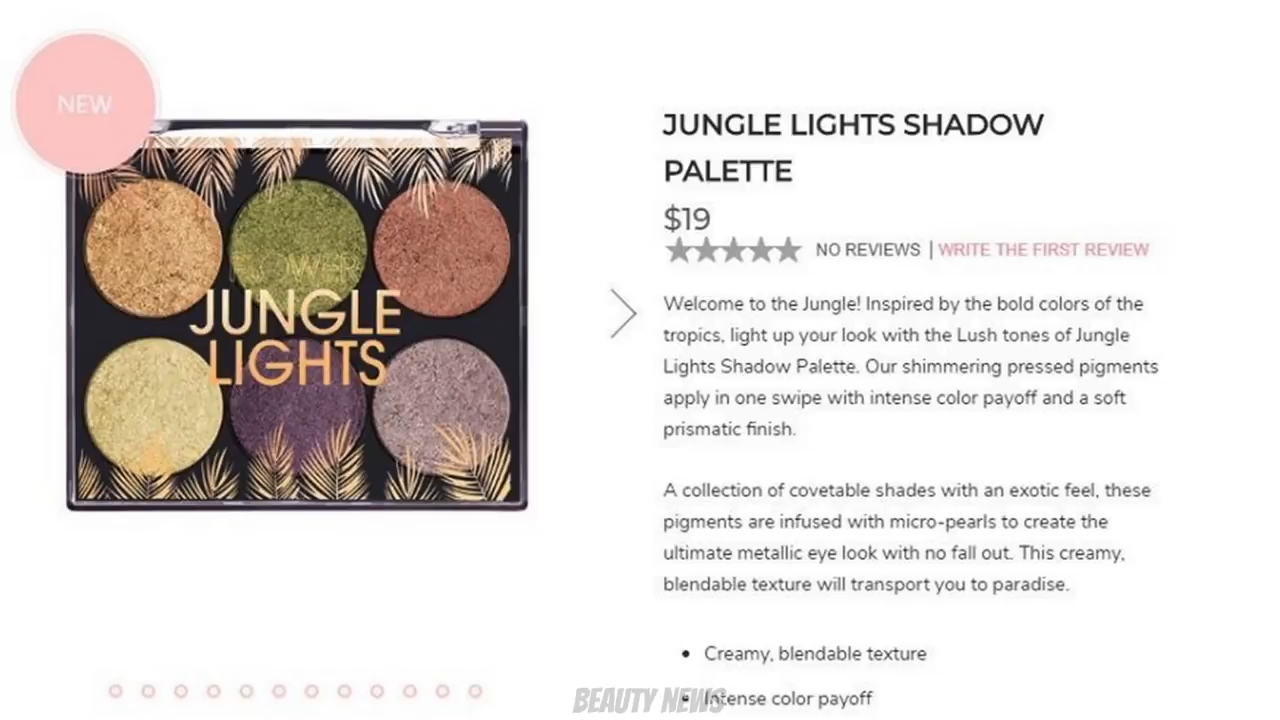 NEW
FLOWER
JUNGLE
LIGHTS
JUNGLE LIGHTS SHADOW
PALETTE
$19
NO REVIEWS | WRITE THE FIRST REVIEW
Welcome to the Jungle! Inspired by the bold colors of the
tropics, light up your look with the Lush tones of Jungle
Lights Shadow Palette. Our shimmering pressed pigments
apply in one swipe with intense color payoff and a soft
prismatic finish.
A collection of covetable shades with an exotic feel, these
pigments are infused with micro-pearls to create the
ultimate metallic eye look with no fall out. This creamy,
blendable texture will transport you to paradise.
• Creamy, blendable texture
• Intense color payoff
BEAUTY NEWS